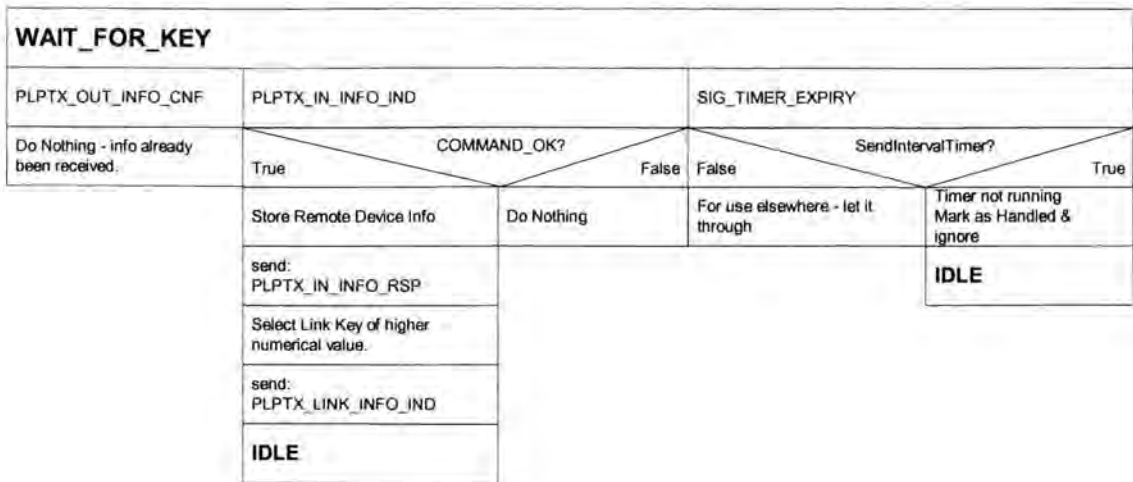 WAIT_FOR_KEY
PLPTX_OUT_INFO_CNF
PLPTX_IN_INFO_IND
SIG_TIMER_EXPIRY
Do Nothing - info already
been received.
COMMAND_OK?
True
False
SendIntervalTimer?
False
True
Store Remote Device Info
Do Nothing
For use elsewhere - let it
through
Timer not running
Mark as Handled &
ignore
send:
PLPTX_IN_INFO_RSP
IDLE
Select Link Key of higher
numerical value.
send:
PLPTX_LINK_INFO_IND
IDLE